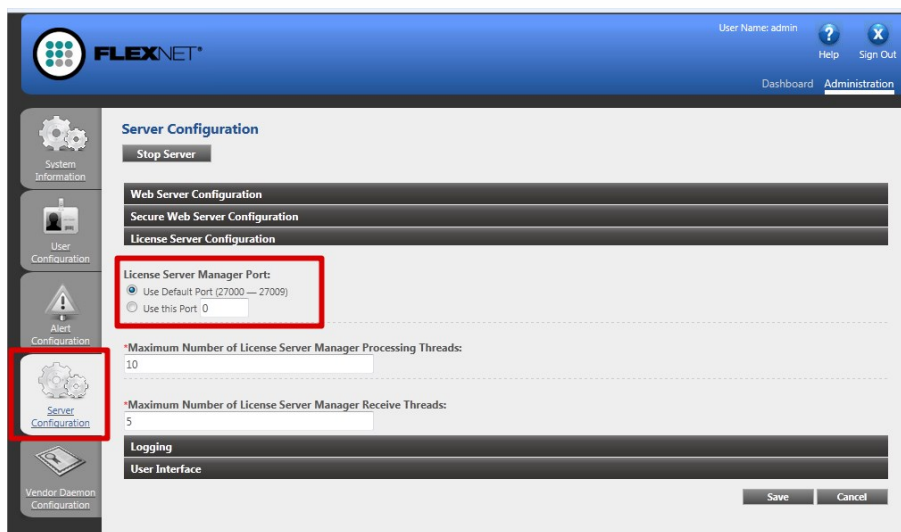 User Name: admin
?
X
FLEXNET®
Help
Sign Out
Dashboard
Administration
System
Information
User
Configuration
Alert
Configuration
Server
Configuration
Vendor Daemon
Configuration
Server Configuration
Stop Server
Web Server Configuration
Secure Web Server Configuration
License Server Configuration
License Server Manager Port:
Use Default Port (27000 — 27009)
Use this Port 0
*Maximum Number of License Server Manager Processing Threads:
10
*Maximum Number of License Server Manager Receive Threads:
5
Logging
User Interface
Save
Cancel